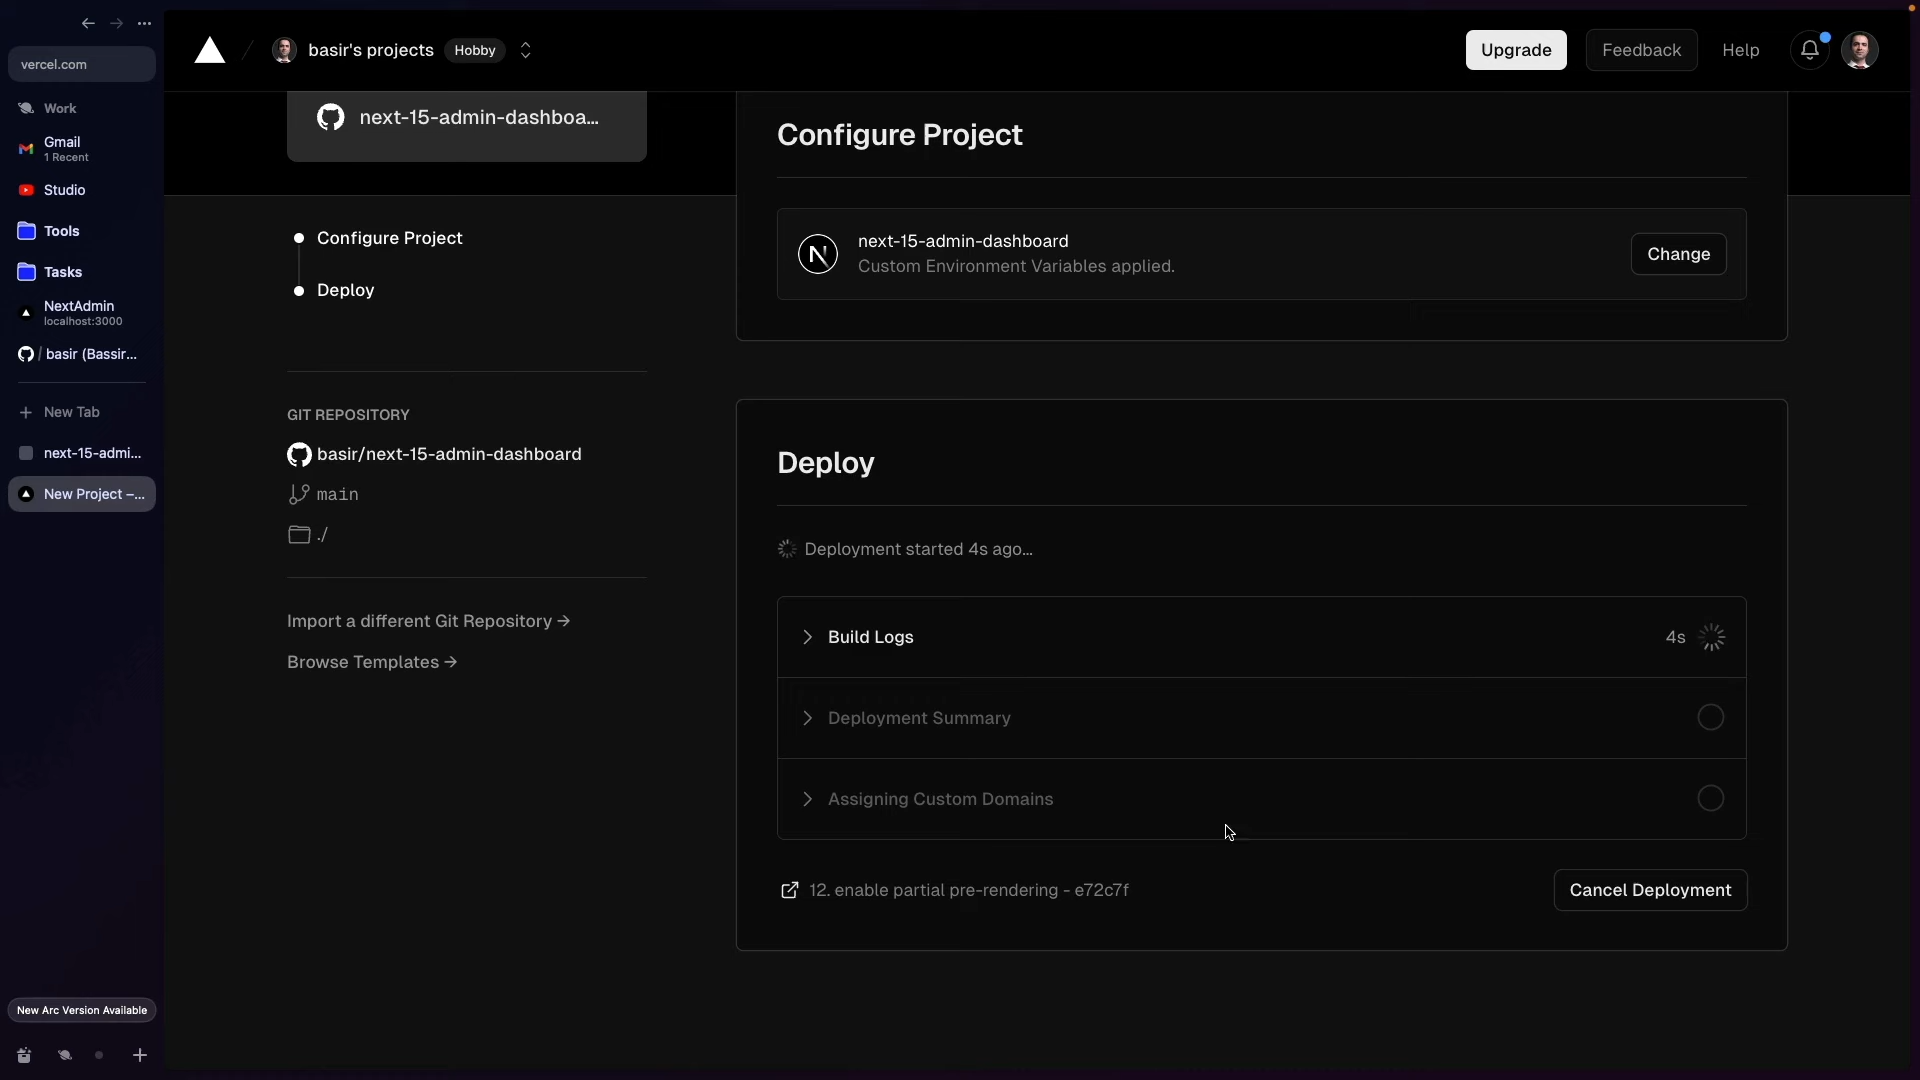 vercel.com
Work
Gmail
1 Recent
Studio
Tools
Tasks
NextAdmin
localhost:3000
/ basir (Bassir...
New Tab
next-15-admi...
New Project –...
New Arc Version Available
/ basir's projects Hobby
Upgrade
Feedback
Help
next-15-admin-dashboa...
Configure Project
Deploy
GIT REPOSITORY
basir/next-15-admin-dashboard
main
./
Import a different Git Repository →
Browse Templates →
Configure Project
N
next-15-admin-dashboard
Custom Environment Variables applied.
Change
Deploy
Deployment started 4s ago...
Build Logs 4s
Deployment Summary
Assigning Custom Domains
12. enable partial pre-rendering - e72c7f
Cancel Deployment